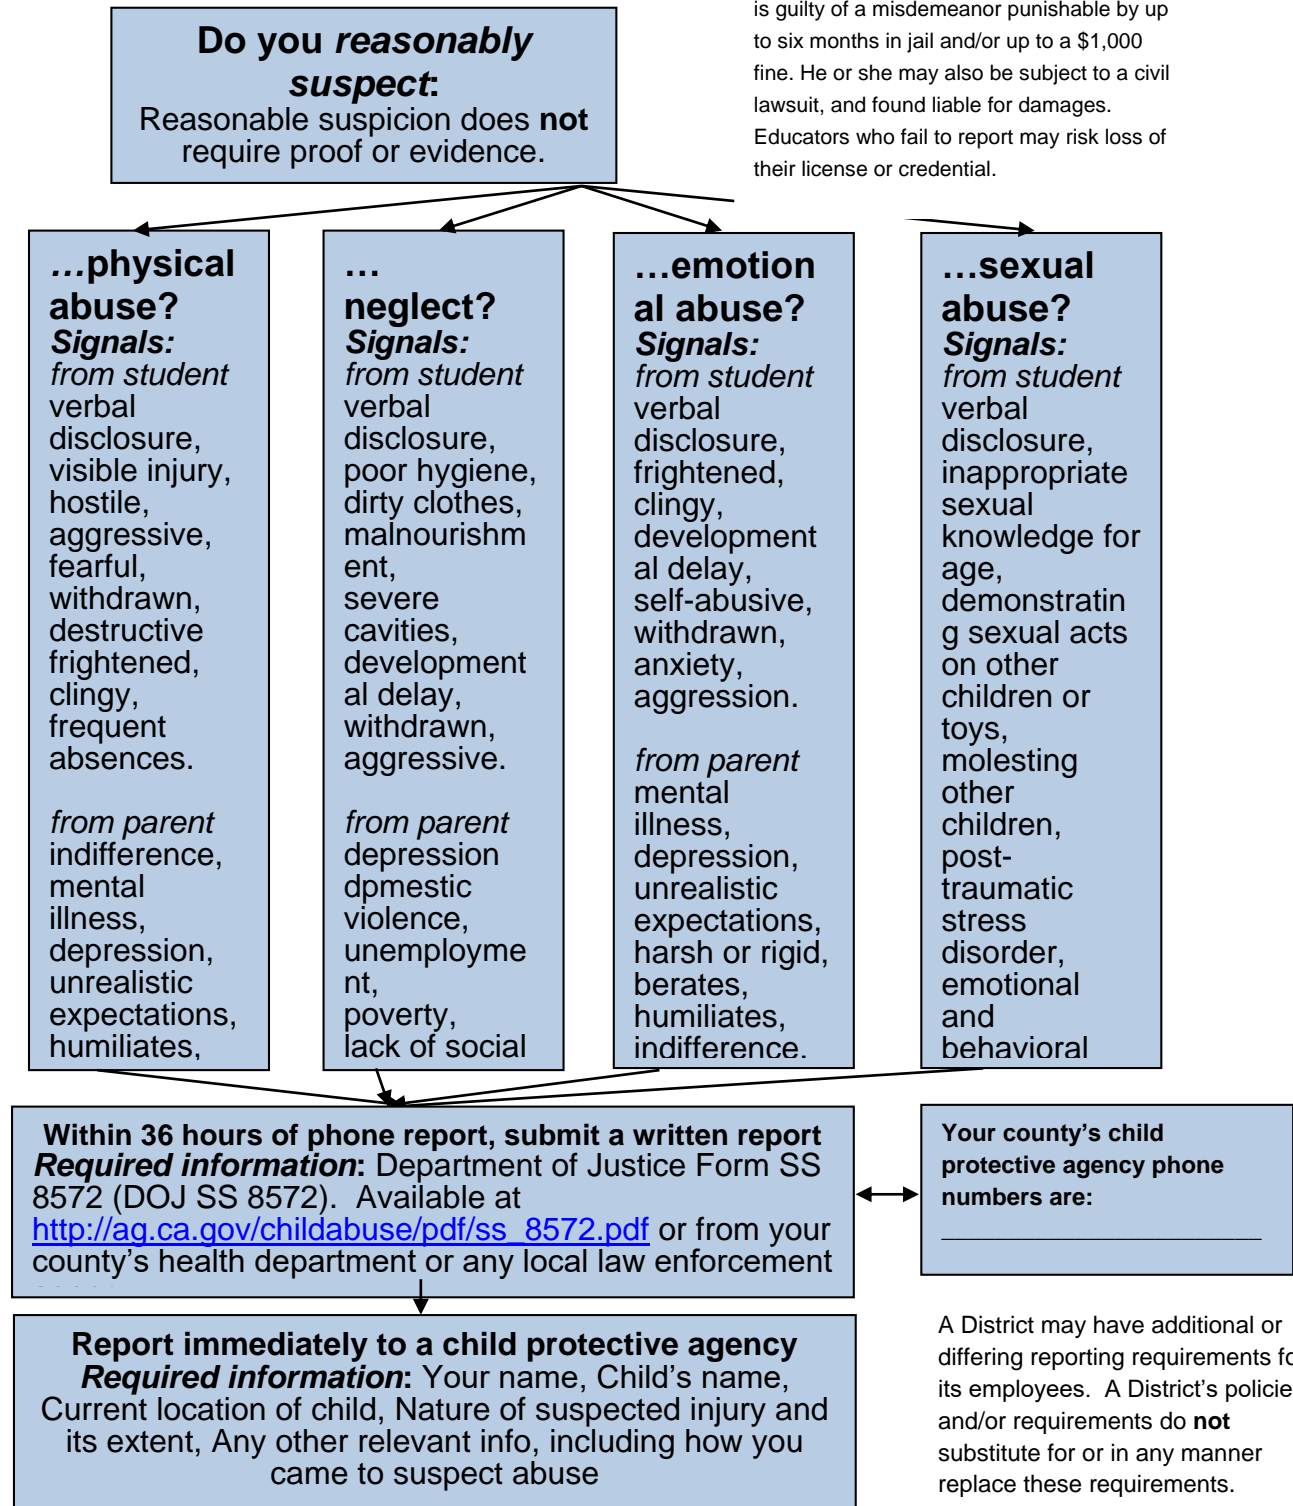 Do you reasonably
suspect:
Reasonable suspicion does not
require proof or evidence.
is guilty of a misdemeanor punishable by up
to six months in jail and/or up to a $1,000
fine. He or she may also be subject to a civil
lawsuit, and found liable for damages.
Educators who fail to report may risk loss of
their license or credential.
…physical
abuse?
Signals:
from student
verbal
disclosure,
visible injury,
hostile,
aggressive,
fearful,
withdrawn,
destructive
frightened,
clingy,
frequent
absences.
from parent
indifference,
mental
illness,
depression,
unrealistic
expectations,
humiliates,
…
neglect?
Signals:
from student
verbal
disclosure,
poor hygiene,
dirty clothes,
malnourishm
ent,
severe
cavities,
development
al delay,
withdrawn,
aggressive.
from parent
depression
dpmestic
violence,
unemployme
nt,
poverty,
lack of social
…emotion
al abuse?
Signals:
from student
verbal
disclosure,
frightened,
clingy,
development
al delay,
self-abusive,
withdrawn,
anxiety,
aggression.
from parent
mental
illness,
depression,
unrealistic
expectations,
harsh or rigid,
berates,
humiliates,
indifference.
…sexual
abuse?
Signals:
from student
verbal
disclosure,
inappropriate
sexual
knowledge for
age,
demonstratin
g sexual acts
on other
children or
toys,
molesting
other
children,
post-
traumatic
stress
disorder,
emotional
and
behavioral
Within 36 hours of phone report, submit a written report
Required information: Department of Justice Form SS
8572 (DOJ SS 8572). Available at
http://ag.ca.gov/childabuse/pdf/ss_8572.pdf or from your
county’s health department or any local law enforcement
Your county’s child
protective agency phone
numbers are:
Report immediately to a child protective agency
Required information: Your name, Child’s name,
Current location of child, Nature of suspected injury and
its extent, Any other relevant info, including how you
came to suspect abuse
A District may have additional or
differing reporting requirements fo
its employees. A District’s policie
and/or requirements do not
substitute for or in any manner
replace these requirements.